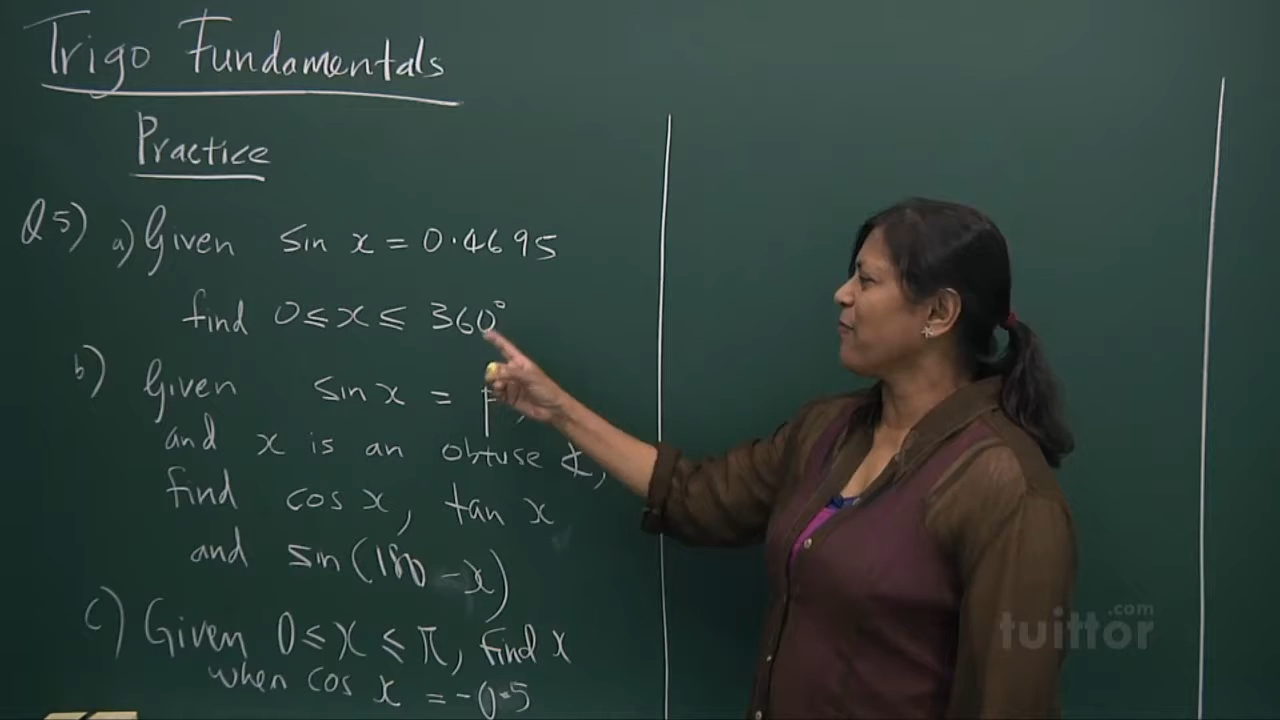 Trigo Fundamentals
Practice
Q5) a) Given sin x = 0.4695
find 0 ≤ x ≤ 360°
b) Given sin x = p,
and x is an obtuse ∡,
find cos x, tan x
and sin(180 - x)
c) Given 0 ≤ x ≤ π, find x
when cos x = -0.5
tuittor.com